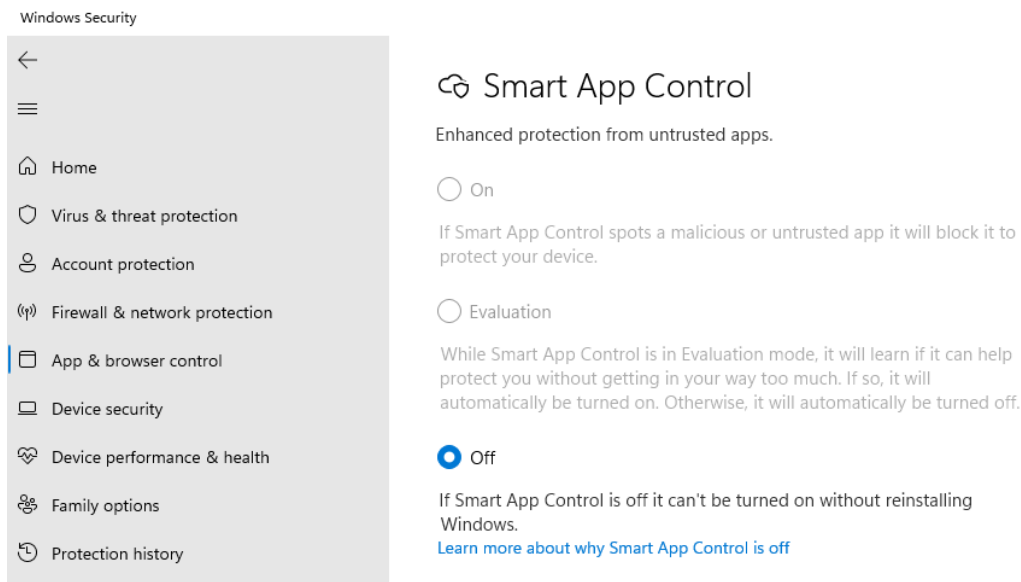 Windows Security
Home
Virus & threat protection
Account protection
Firewall & network protection
App & browser control
Device security
Device performance & health
Family options
Protection history
Smart App Control
Enhanced protection from untrusted apps.
On
If Smart App Control spots a malicious or untrusted app it will block it to
protect your device.
Evaluation
While Smart App Control is in Evaluation mode, it will learn if it can help
protect you without getting in your way too much. If so, it will
automatically be turned on. Otherwise, it will automatically be turned off.
Off
If Smart App Control is off it can't be turned on without reinstalling
Windows.
Learn more about why Smart App Control is off